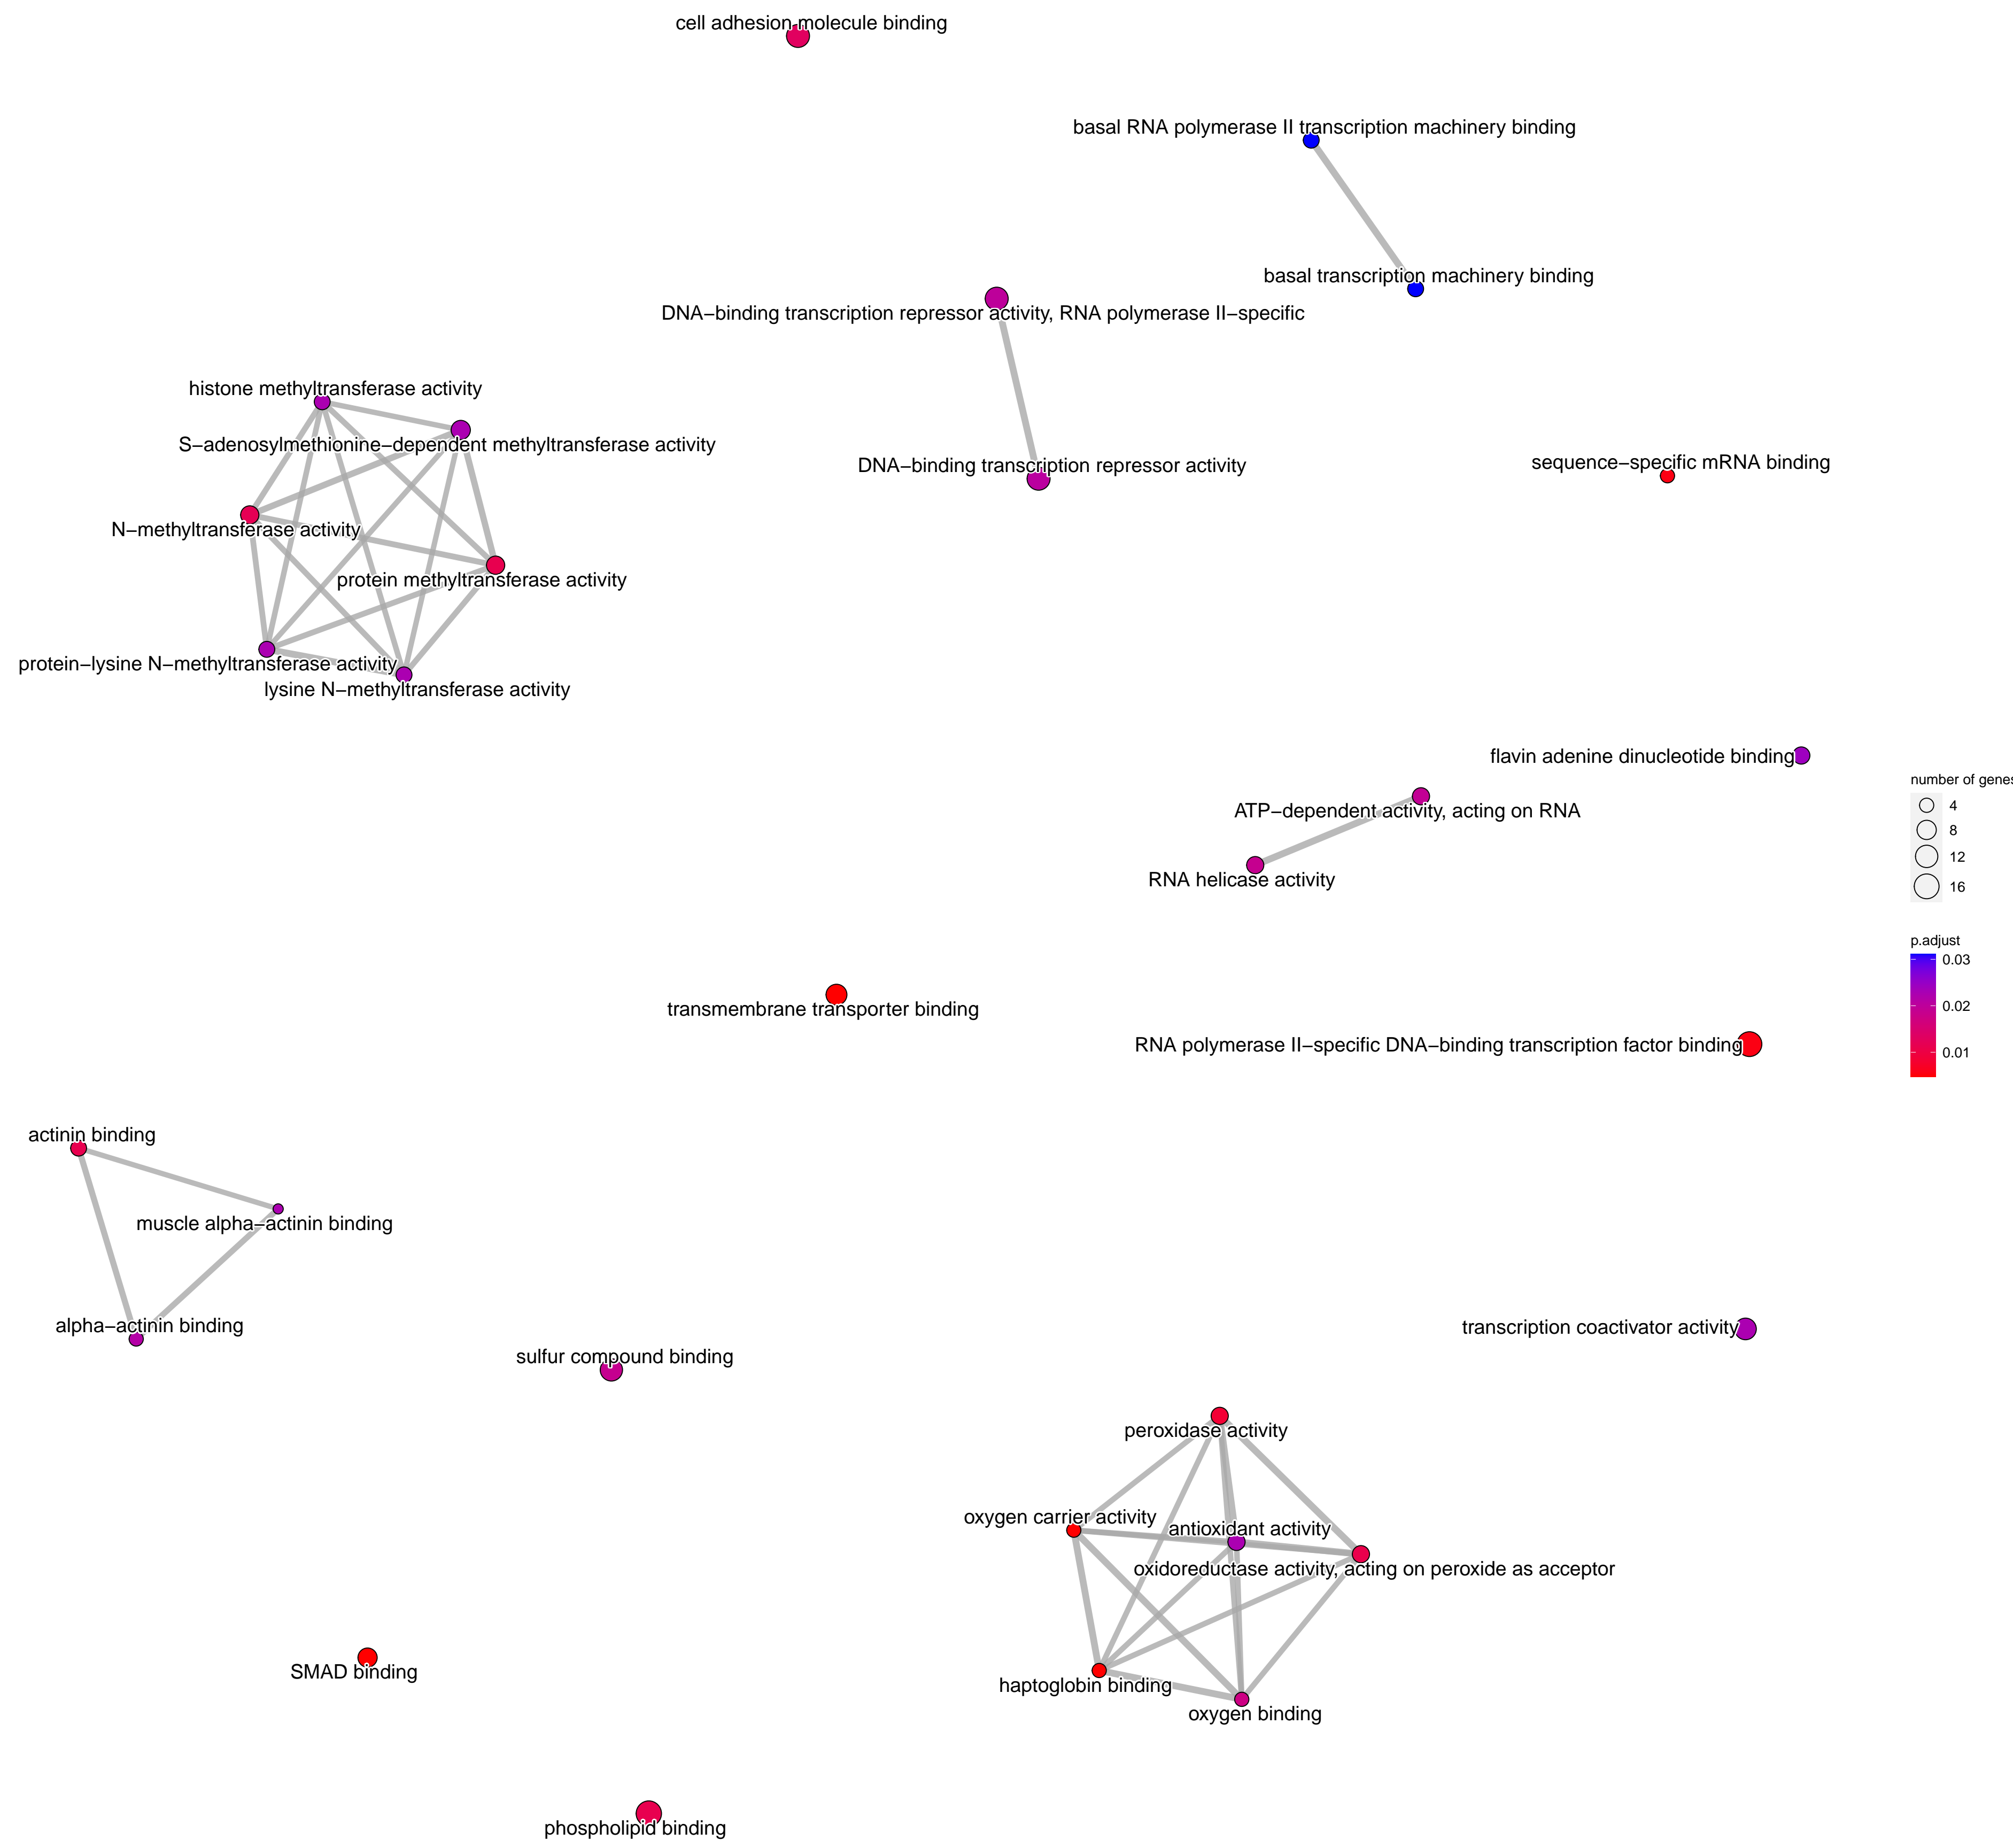 cell adhesion molecule binding
basal RNA polymerase II transcription machinery binding
basal transcription machinery binding
DNA−binding transcription repressor activity, RNA polymerase II−specific
histone methyltransferase activity
S−adenosylmethionine−dependent methyltransferase activity
DNA−binding transcription repressor activity
sequence−specific mRNA binding
N−methyltransferase activity
protein methyltransferase activity
protein−lysine N−methyltransferase activity
lysine N−methyltransferase activity
flavin adenine dinucleotide binding
ATP−dependent activity, acting on RNA
RNA helicase activity
number of genes
4
8
12
16
p.adjust
0.03
0.02
0.01
transmembrane transporter binding
RNA polymerase II−specific DNA−binding transcription factor binding
actinin binding
muscle alpha−actinin binding
alpha−actinin binding
transcription coactivator activity
sulfur compound binding
peroxidase activity
oxygen carrier activity
antioxidant activity
oxidoreductase activity, acting on peroxide as acceptor
SMAD binding
haptoglobin binding
oxygen binding
phospholipid binding